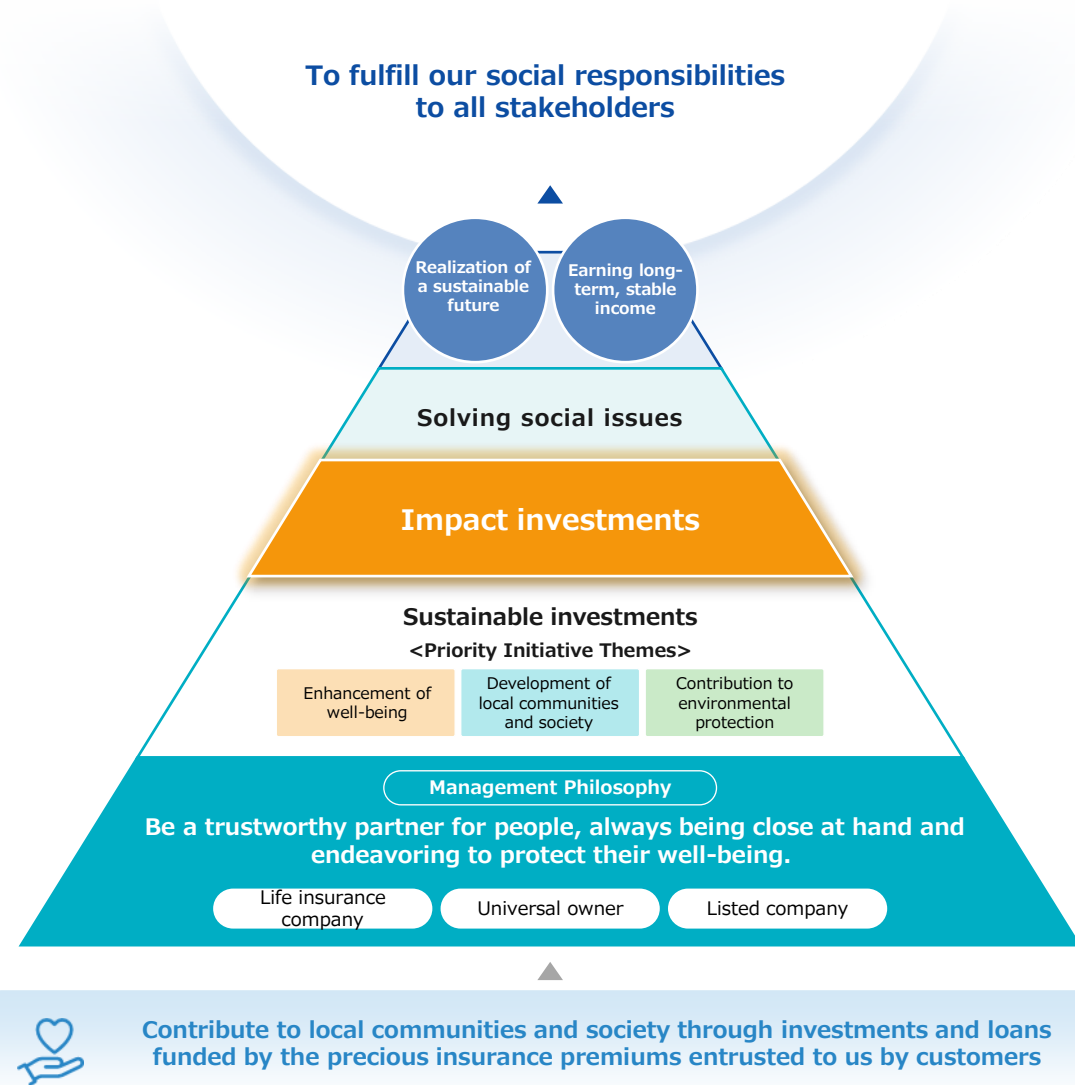 To fulfill our social responsibilities
to all stakeholders
Realization of
a sustainable
future
Earning long-
term, stable
income
Solving social issues
Impact investments
Sustainable investments
<Priority Initiative Themes>
Enhancement of
well-being
Development of
local communities
and society
Contribution to
environmental
protection
Management Philosophy
Be a trustworthy partner for people, always being close at hand and
endeavoring to protect their well-being.
Life insurance
company
Universal owner
Listed company
Contribute to local communities and society through investments and loans
funded by the precious insurance premiums entrusted to us by customers